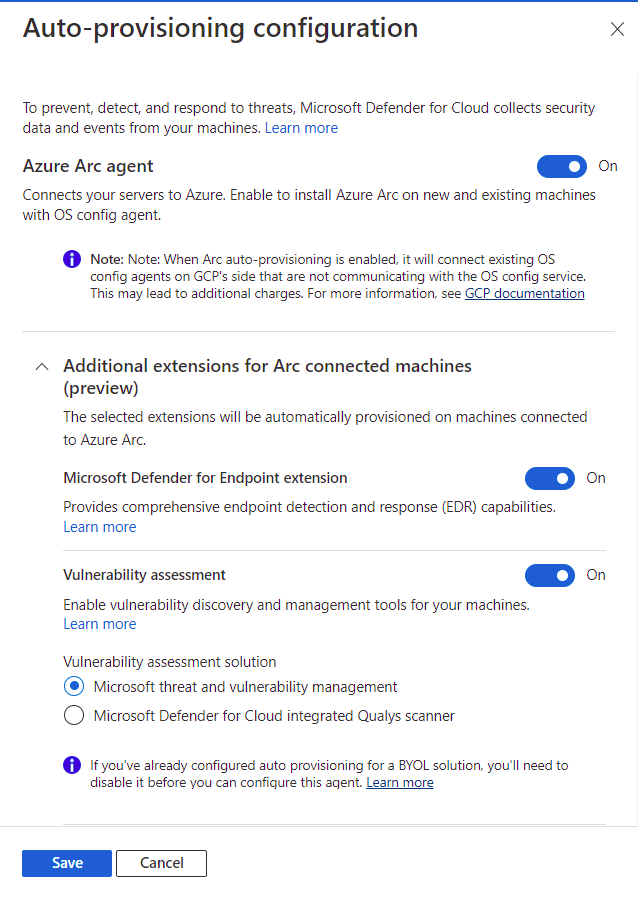 Auto-provisioning configuration
To prevent, detect, and respond to threats, Microsoft Defender for Cloud collects security
data and events from your machines. Learn more
Azure Arc agent
On
Connects your servers to Azure. Enable to install Azure Arc on new and existing machines
with OS config agent.
Note: Note: When Arc auto-provisioning is enabled, it will connect existing OS
config agents on GCP's side that are not communicating with the OS config service.
This may lead to additional charges. For more information, see GCP documentation
Additional extensions for Arc connected machines
(preview)
The selected extensions will be automatically provisioned on machines connected
to Azure Arc.
Microsoft Defender for Endpoint extension
On
Provides comprehensive endpoint detection and response (EDR) capabilities.
Learn more
Vulnerability assessment
On
Enable vulnerability discovery and management tools for your machines.
Learn more
Vulnerability assessment solution
Microsoft threat and vulnerability management
Microsoft Defender for Cloud integrated Qualys scanner
If you've already configured auto provisioning for a BYOL solution, you'll need to
disable it before you can configure this agent. Learn more
Save
Cancel